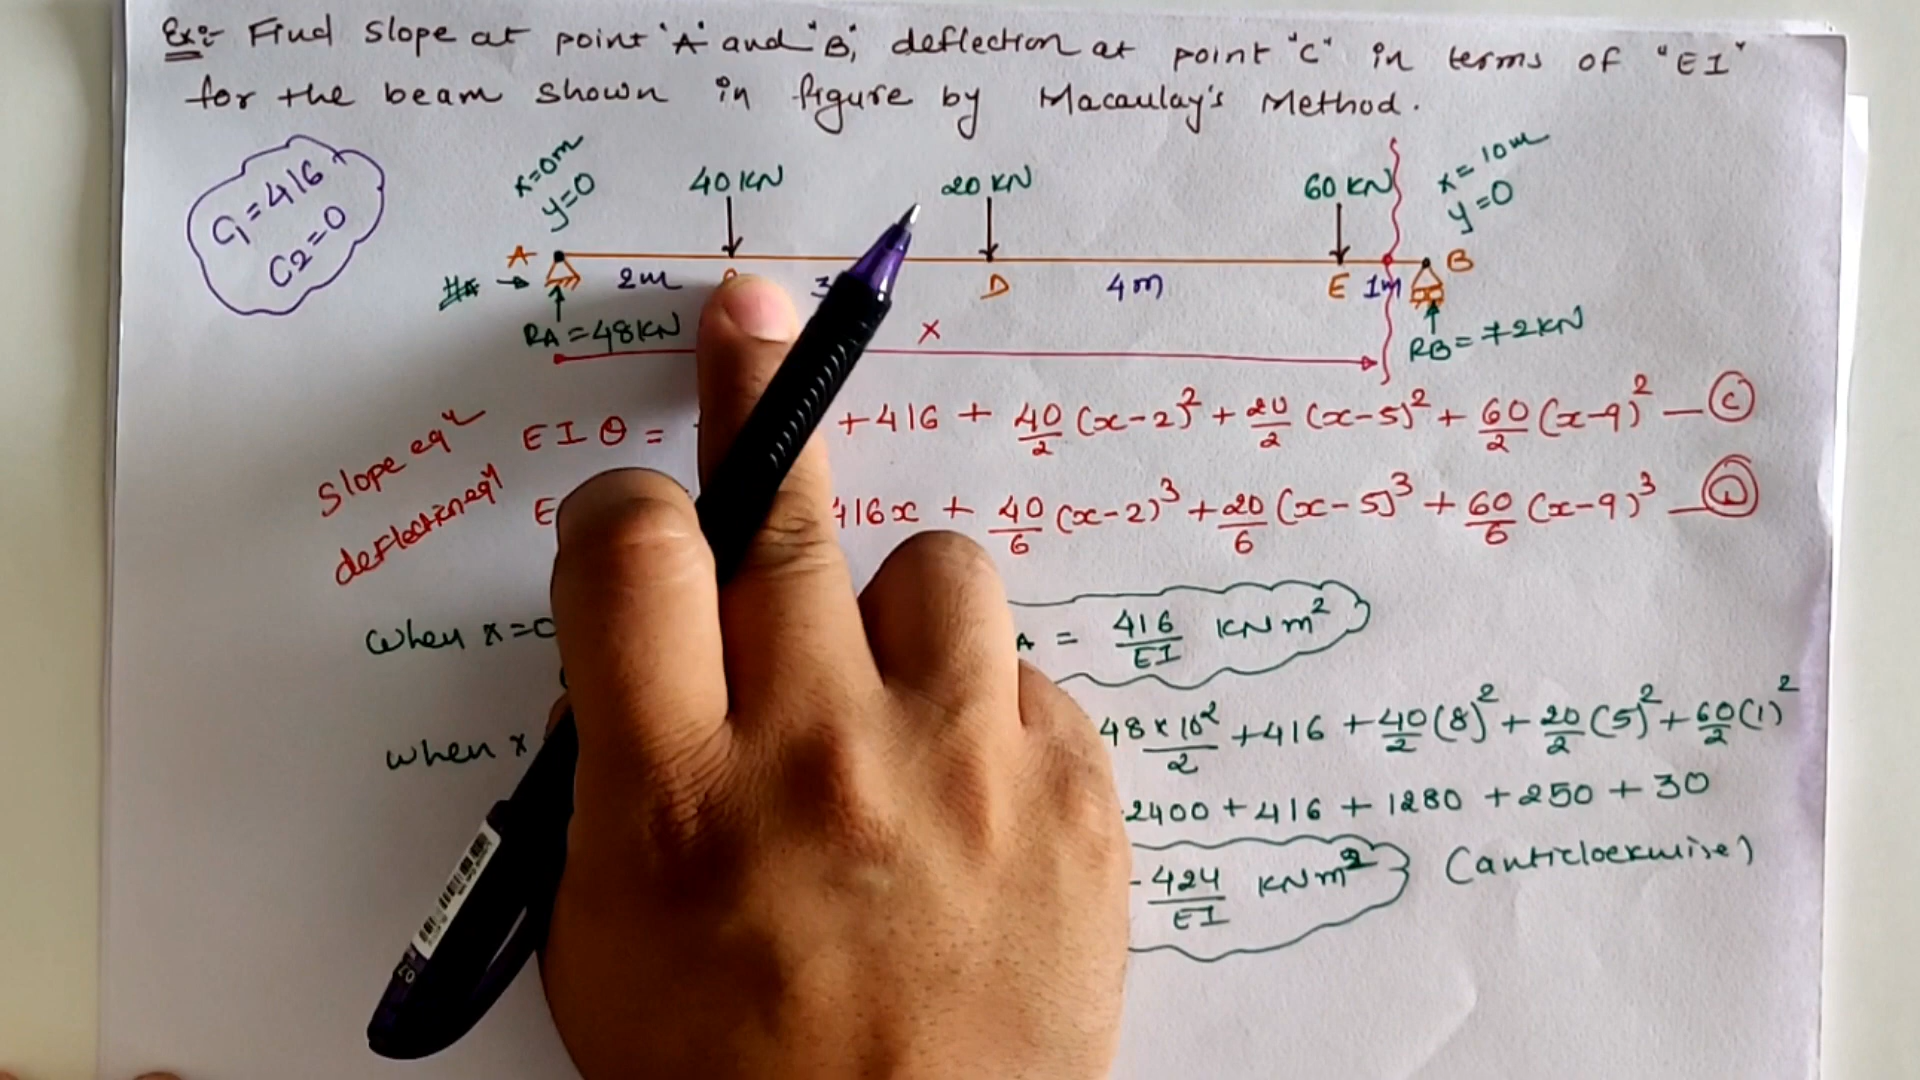 Ex:- Find slope at point "A" and "B", deflection at point "C" in terms of "EI"
for the beam shown in figure by Macaulay's Method.
C1=416
C2=0
x=0m
y=0
40KN
20 KN
60 KN
x=10m
y=0
A
2m
D
4m
E
1m
B
RA=48KN
x
RB=72KN
slope eqn
EIθ = +416 + 40/2 (x-2)² + 20/2 (x-5)² + 60/2 (x-9)² — C
deflection eqn
E 416x + 40/6 (x-2)³ + 20/6 (x-5)³ + 60/6 (x-9)³ — D
when x=0 A = 416/EI KNm²
when x 48×10²/2 +416 + 40/2 (8)² + 20/2 (5)² + 60/2 (1)²
-2400 + 416 + 1280 + 250 + 30
-424/EI KNm² (anticlockwise)